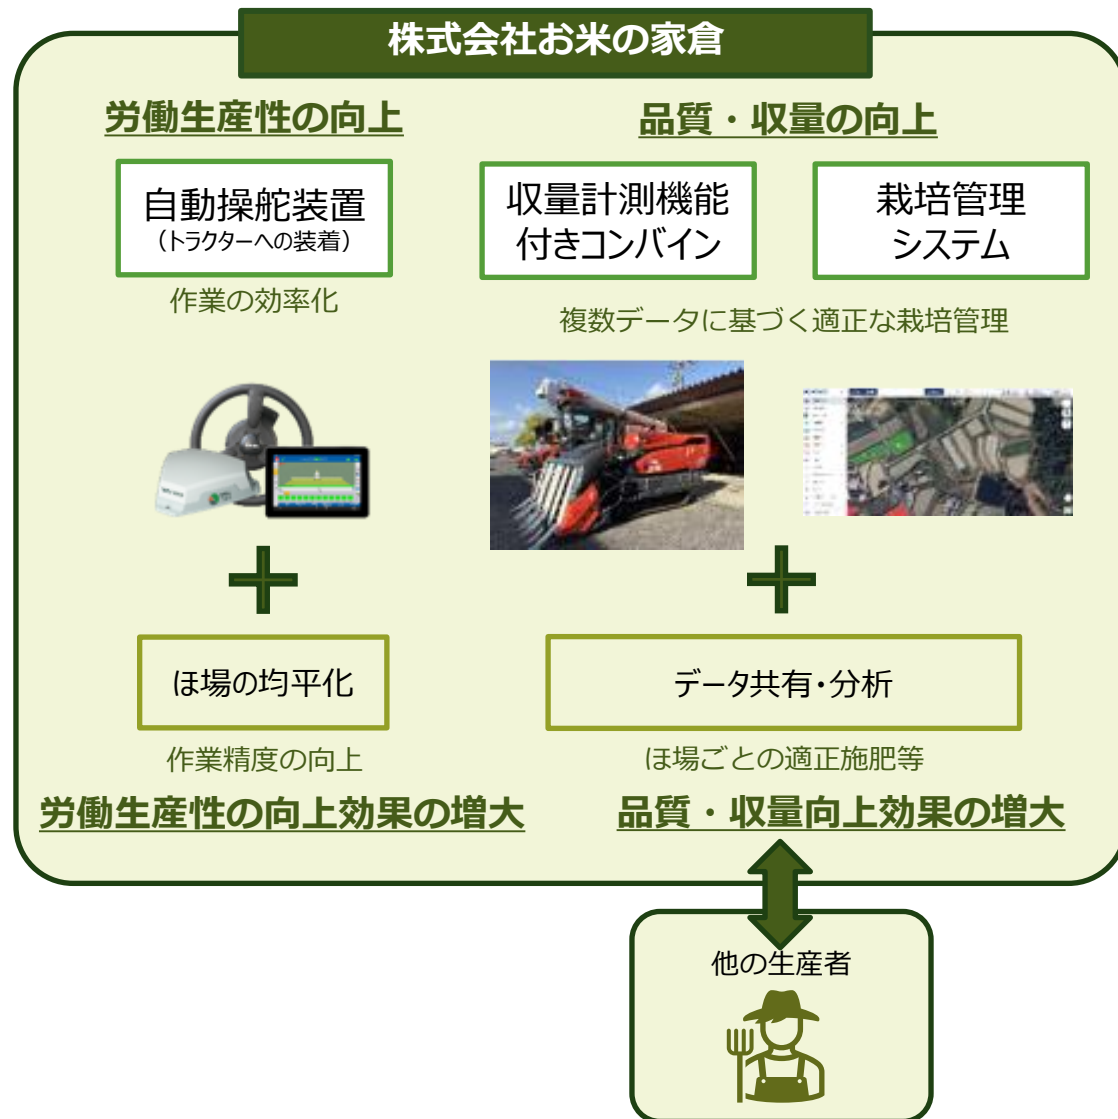 株式会社お米の家倉
労働生産性の向上
自動操舵装置
（トラクターへの装着）
作業の効率化
ほ場の均平化
作業精度の向上
労働生産性の向上効果の増大
品質・収量の向上
収量計測機能
付きコンバイン
栽培管理
システム
複数データに基づく適正な栽培管理
データ共有・分析
ほ場ごとの適正施肥等
品質・収量向上効果の増大
他の生産者